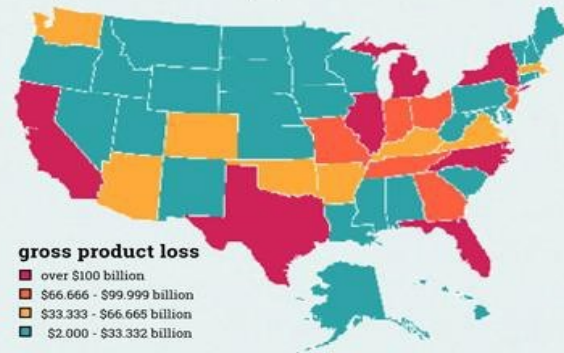 gross product loss
over $100 billion
$66.666 - $99.999 billion
$33.333 - $66.665 billion
$2.000 - $33.332 billion